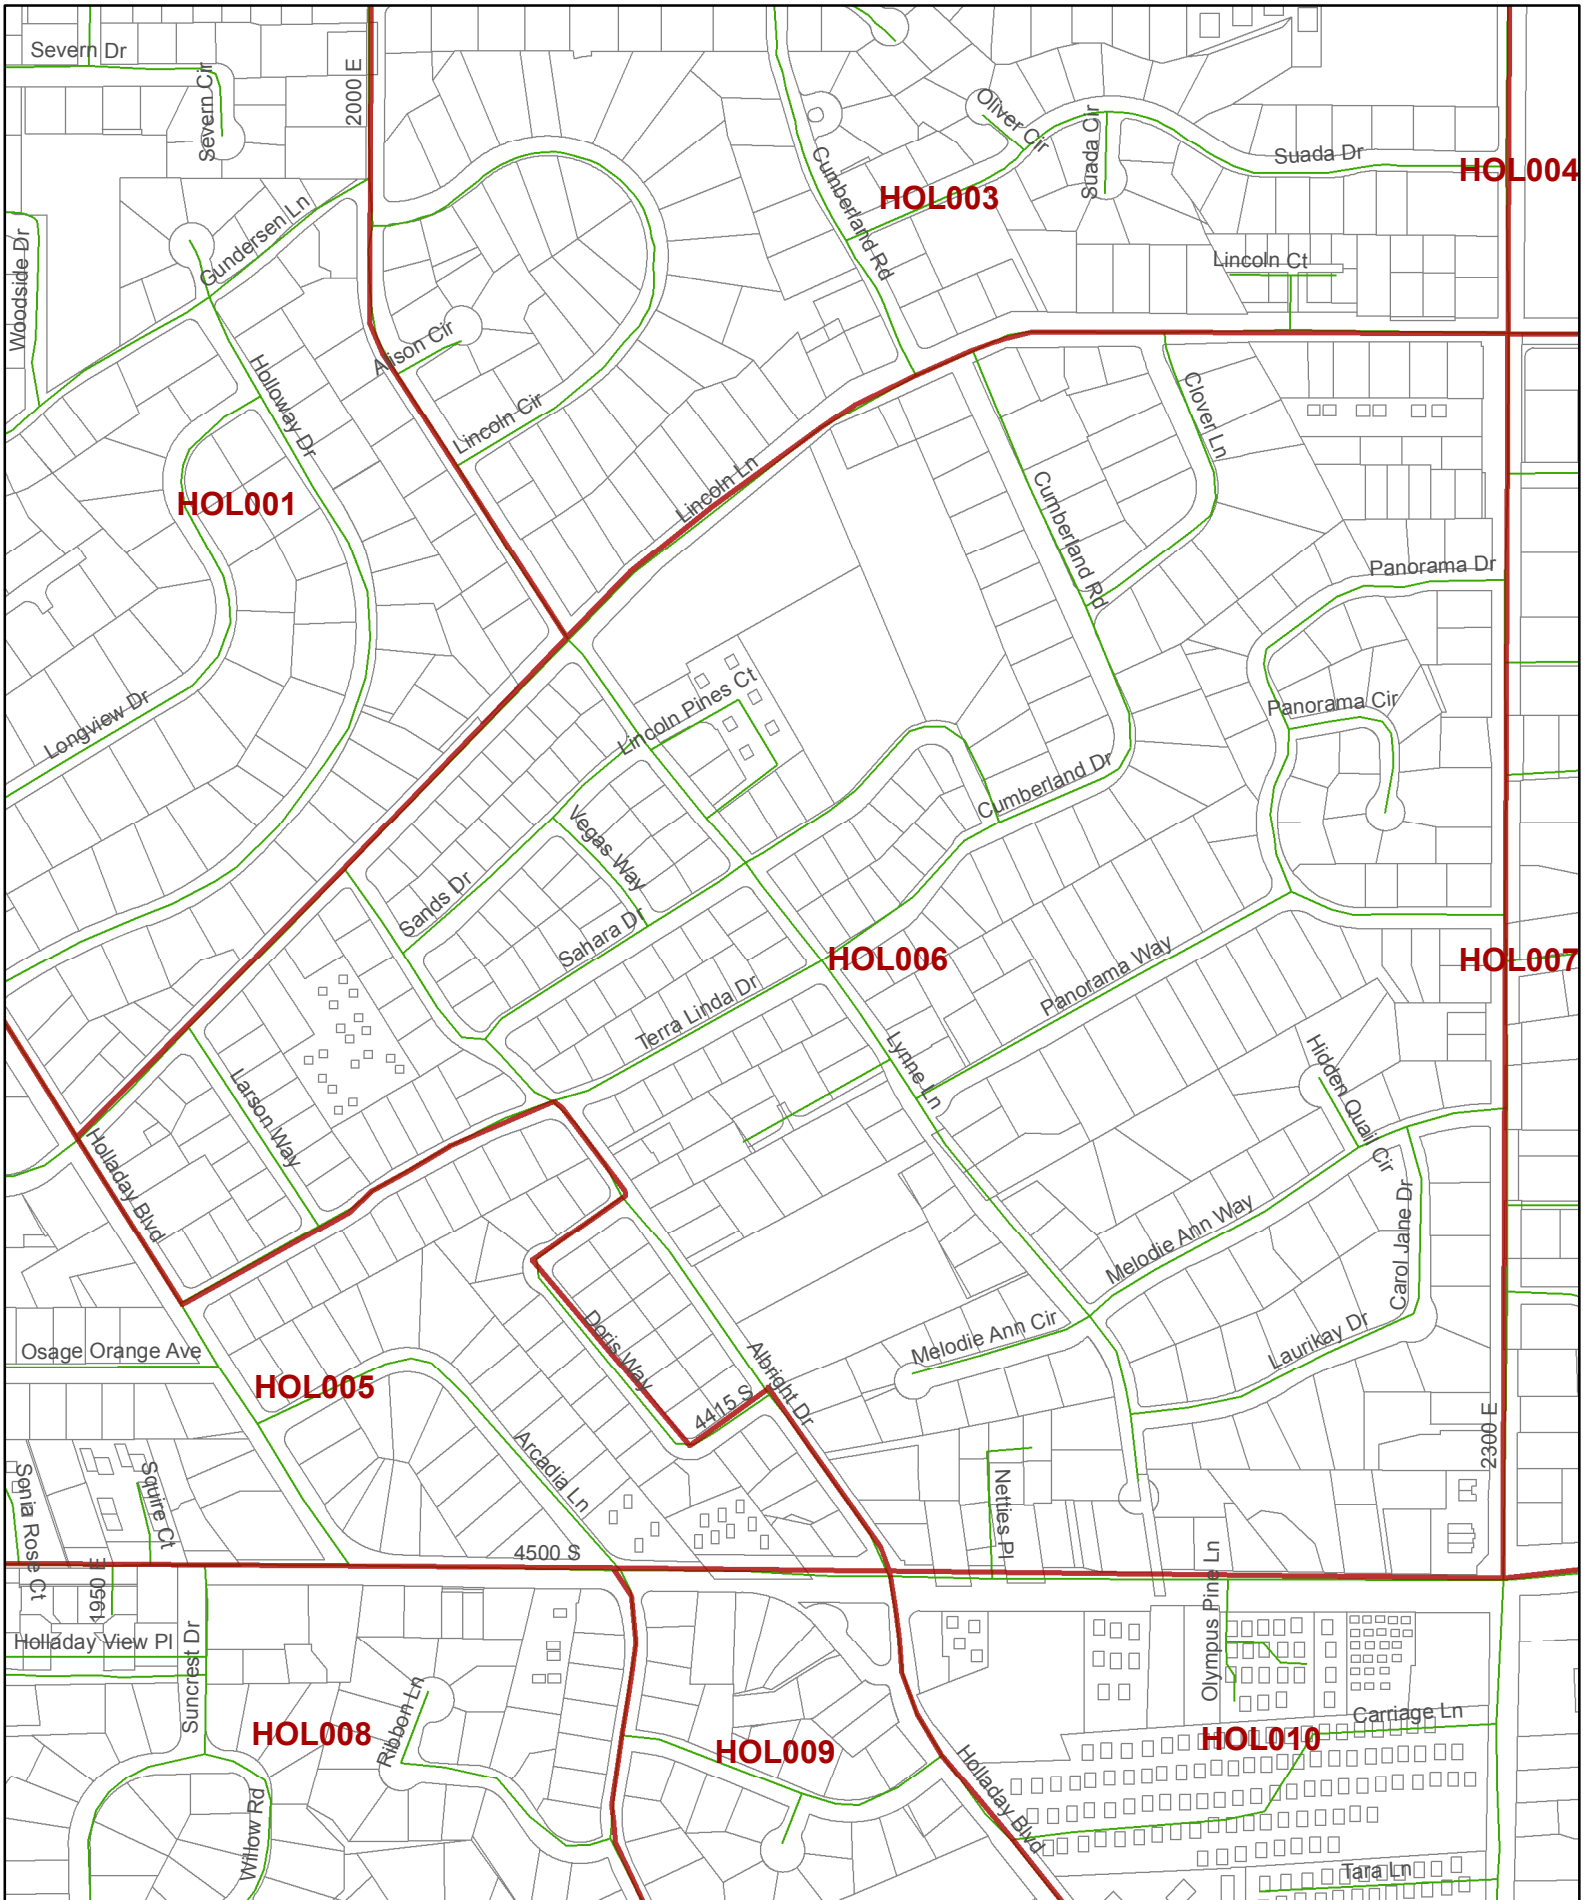 Severn Dr
Severn Cir
2000 E
Oliver Cir
Suada Cir
Suada Dr
HOL004
HOL003
Cumberland Rd
Gundersen Ln
Woodside Dr
Lincoln Ct
Alison Cir
Holloway Dr
Lincoln Cir
Clover Ln
Lincoln Ln
HOL001
Cumberland Rd
Panorama Dr
Longview Dr
Lincoln Pines Ct
Panorama Cir
Cumberland Dr
Vegas Way
Sands Dr
Sahara Dr
HOL006
Panorama Way
HOL007
Terra Linda Dr
Lynne Ln
Hidden Quail Cir
Larson Way
Holladay Blvd
Melodie Ann Way
Carol Jane Dr
Melodie Ann Cir
Laurikay Dr
Osage Orange Ave
Doris Way
Albright Dr
HOL005
4415 S
2300 E
Arcadia Ln
Sonia Rose Ct
Squire Ct
Netties Pl
4500 S
1950 E
Olympus Pine Ln
Holladay View Pl
Suncrest Dr
Ribbon Ln
HOL008
HOL009
HOL010
Carriage Ln
Holladay Blvd
Willow Rd
Tara Ln